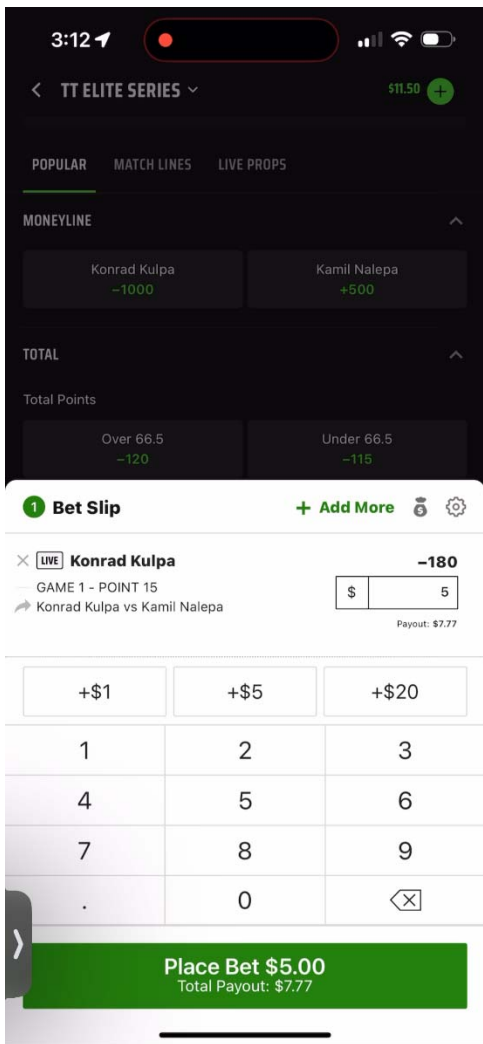 3:12
TT ELITE SERIES
$11.50 +
POPULAR MATCH LINES LIVE PROPS
MONEYLINE
Konrad Kulpa
−1000
Kamil Nalepa
+500
TOTAL
Total Points
Over 66.5
−120
Under 66.5
−115
1 Bet Slip
+ Add More
LIVE Konrad Kulpa
−180
GAME 1 - POINT 15
Konrad Kulpa vs Kamil Nalepa
$ 5
Payout: $7.77
+$1 +$5 +$20
1 2 3
4 5 6
7 8 9
. 0
Place Bet $5.00
Total Payout: $7.77